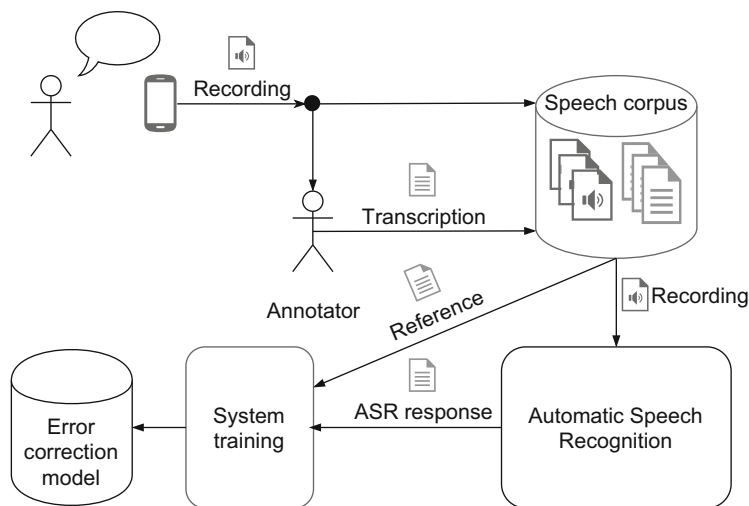 Recording
Speech corpus
Transcription
Annotator
Reference
Recording
Error
correction
model
System
training
ASR response
Automatic Speech
Recognition